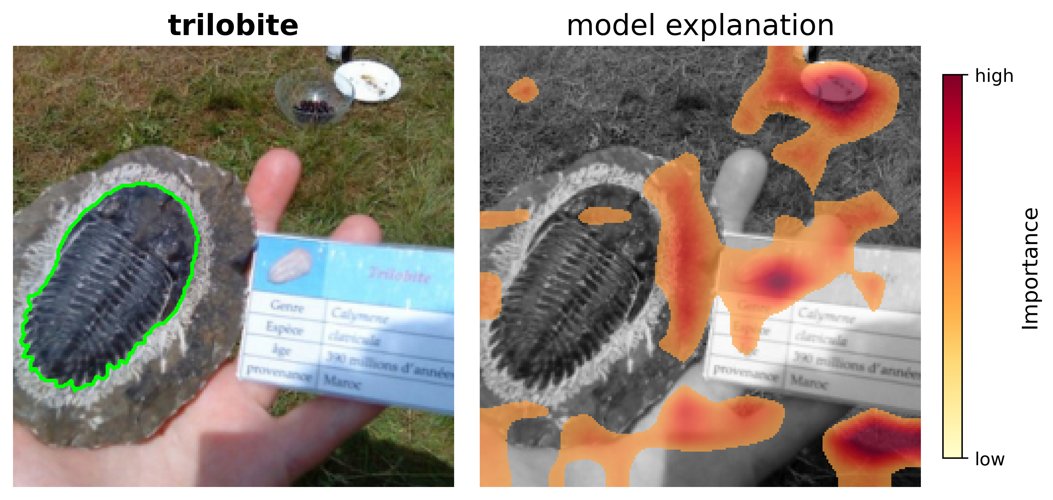 trilobite
model explanation
Trilobite
Genre Calymene
Espèce clavicula
âge 390 millions d'années
provenance Maroc
Genre Calymene
Espèce clavicula
âge 390 millions d'années
provenance Maroc
high
low
Importance